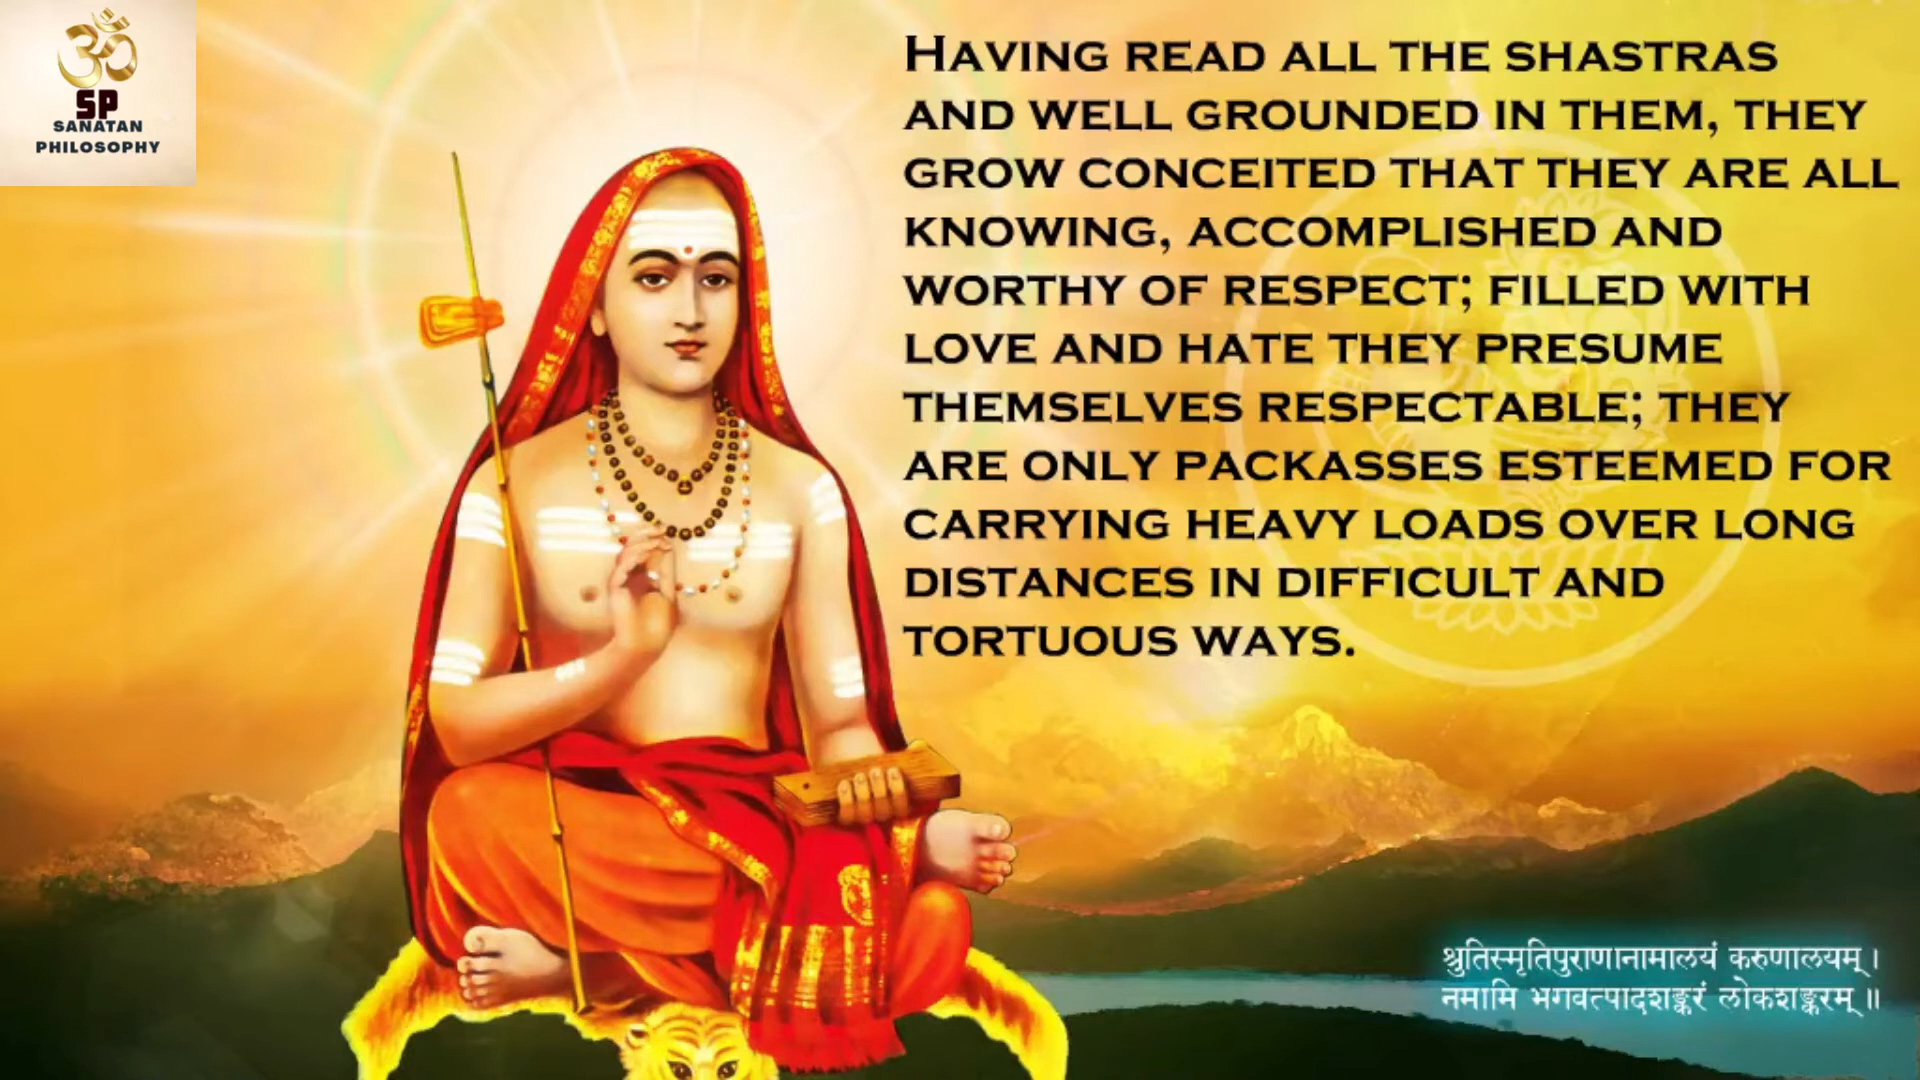 ॐ
SP
SANATAN
PHILOSOPHY
HAVING READ ALL THE SHASTRAS
AND WELL GROUNDED IN THEM, THEY
GROW CONCEITED THAT THEY ARE ALL
KNOWING, ACCOMPLISHED AND
WORTHY OF RESPECT; FILLED WITH
LOVE AND HATE THEY PRESUME
THEMSELVES RESPECTABLE; THEY
ARE ONLY PACKASSES ESTEEMED FOR
CARRYING HEAVY LOADS OVER LONG
DISTANCES IN DIFFICULT AND
TORTUOUS WAYS.
श्रुतिस्मृतिपुराणानामालयं करुणालयम् ।
नमामि भगवत्पादशङ्करं लोकशङ्करम् ॥